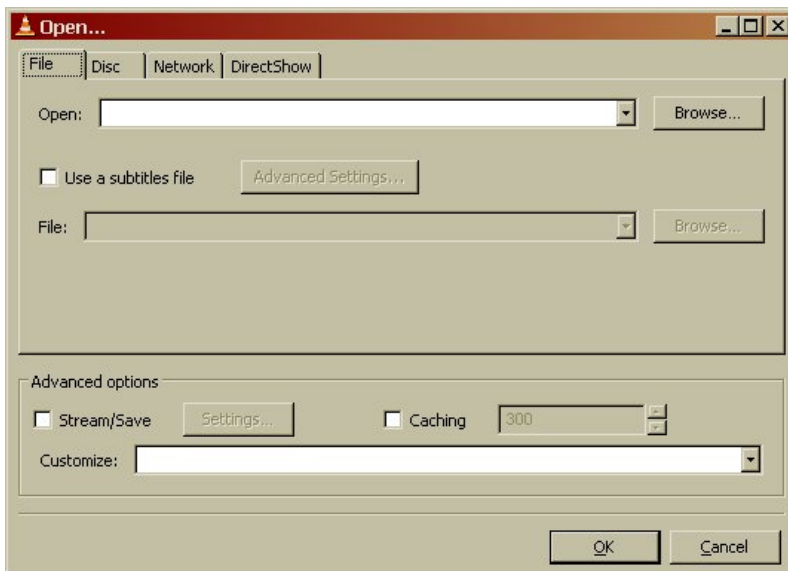 Open...
File Disc Network DirectShow
Open: Browse...
Use a subtitles file Advanced Settings...
File: Browse...
Advanced options
Stream/Save Settings... Caching 300
Customize:
OK Cancel